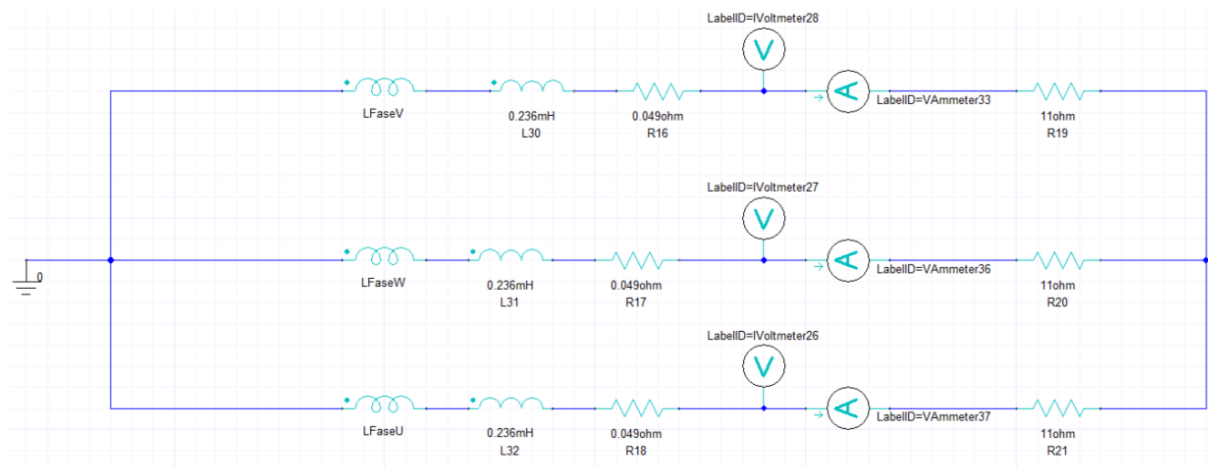 LabelID=IVoltmeter28
V
A
LabelID=VAmmeter33
LFaseV
0.236mH
L30
0.049ohm
R16
11ohm
R19
LabelID=IVoltmeter27
V
A
LabelID=VAmmeter36
0
LFaseW
0.236mH
L31
0.049ohm
R17
11ohm
R20
LabelID=IVoltmeter26
V
A
LabelID=VAmmeter37
LFaseU
0.236mH
L32
0.049ohm
R18
11ohm
R21